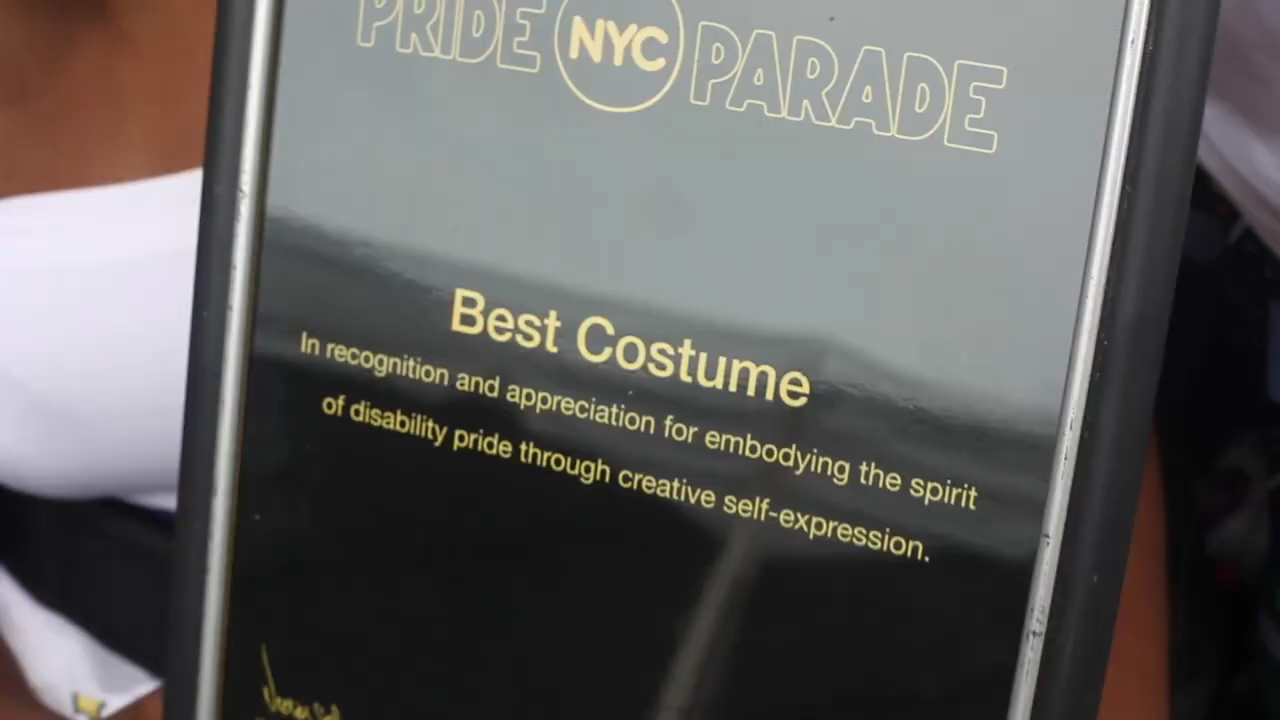 PRIDE NYC PARADE
Best Costume
In recognition and appreciation for embodying the spirit
of disability pride through creative self-expression.